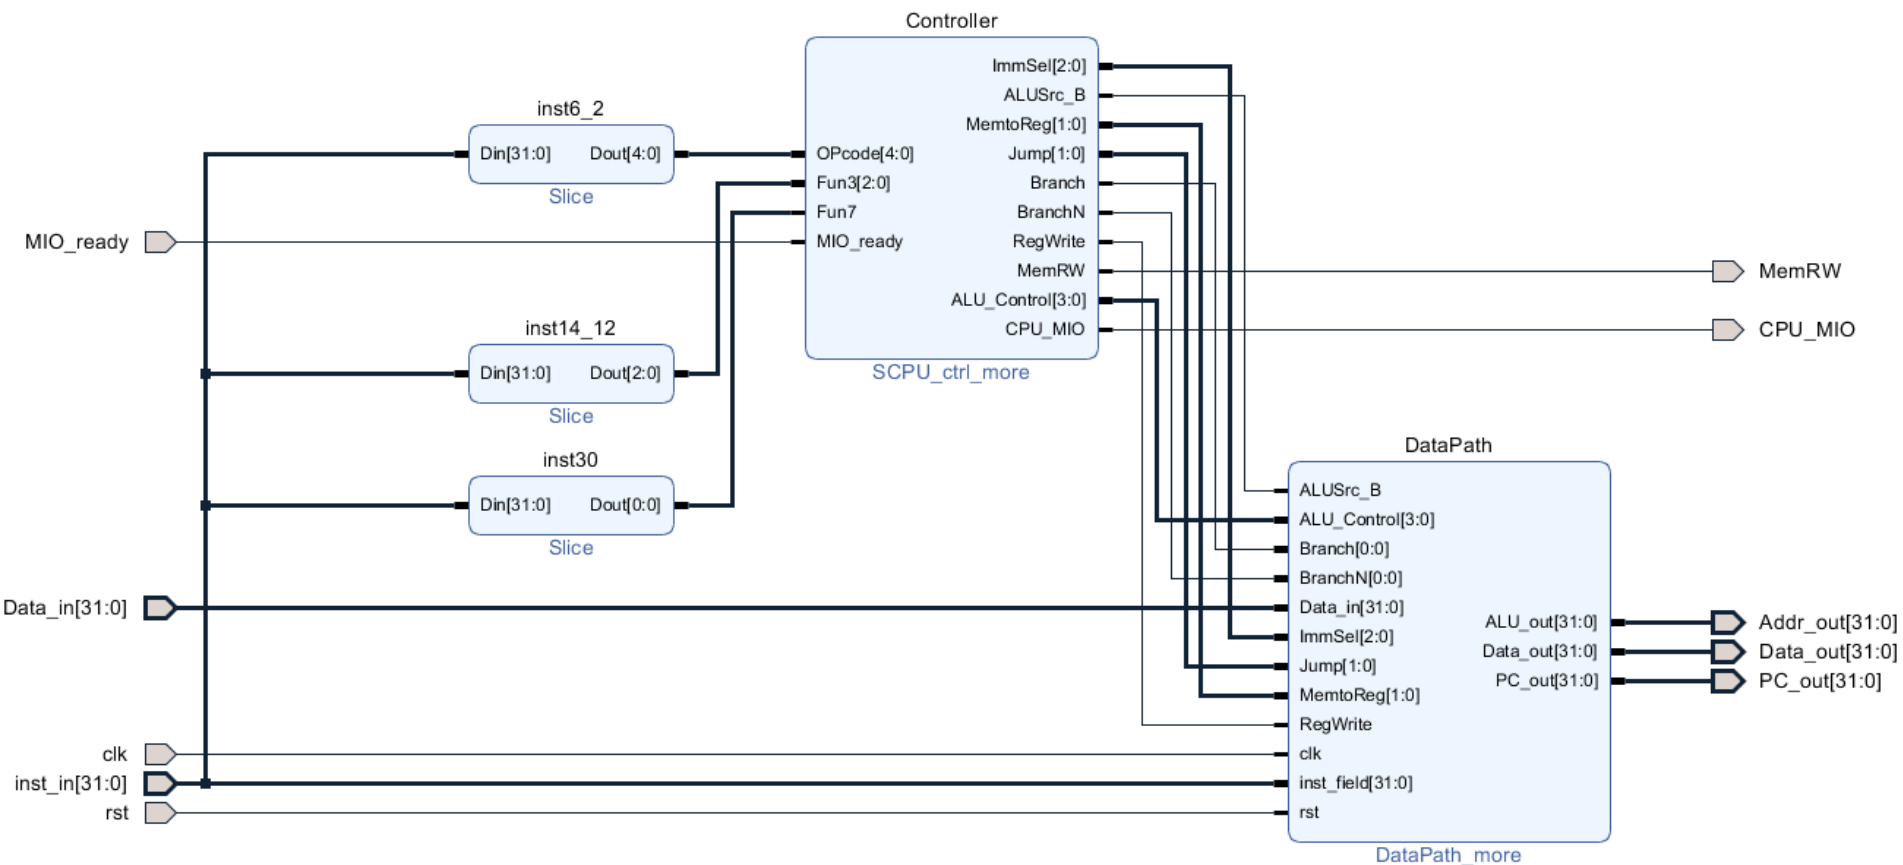 Controller
ImmSel[2:0]
ALUSrc_B
MemtoReg[1:0]
OPcode[4:0]
Jump[1:0]
Fun3[2:0]
Branch
Fun7
BranchN
MIO_ready
RegWrite
MemRW
ALU_Control[3:0]
CPU_MIO
SCPU_ctrl_more
inst6_2
Din[31:0]
Dout[4:0]
Slice
MIO_ready
inst14_12
Din[31:0]
Dout[2:0]
Slice
inst30
Din[31:0]
Dout[0:0]
Slice
MemRW
CPU_MIO
Data_in[31:0]
clk
inst_in[31:0]
rst
DataPath
ALUSrc_B
ALU_Control[3:0]
Branch[0:0]
BranchN[0:0]
Data_in[31:0]
ImmSel[2:0]
Jump[1:0]
MemtoReg[1:0]
RegWrite
clk
inst_field[31:0]
rst
ALU_out[31:0]
Data_out[31:0]
PC_out[31:0]
DataPath_more
Addr_out[31:0]
Data_out[31:0]
PC_out[31:0]